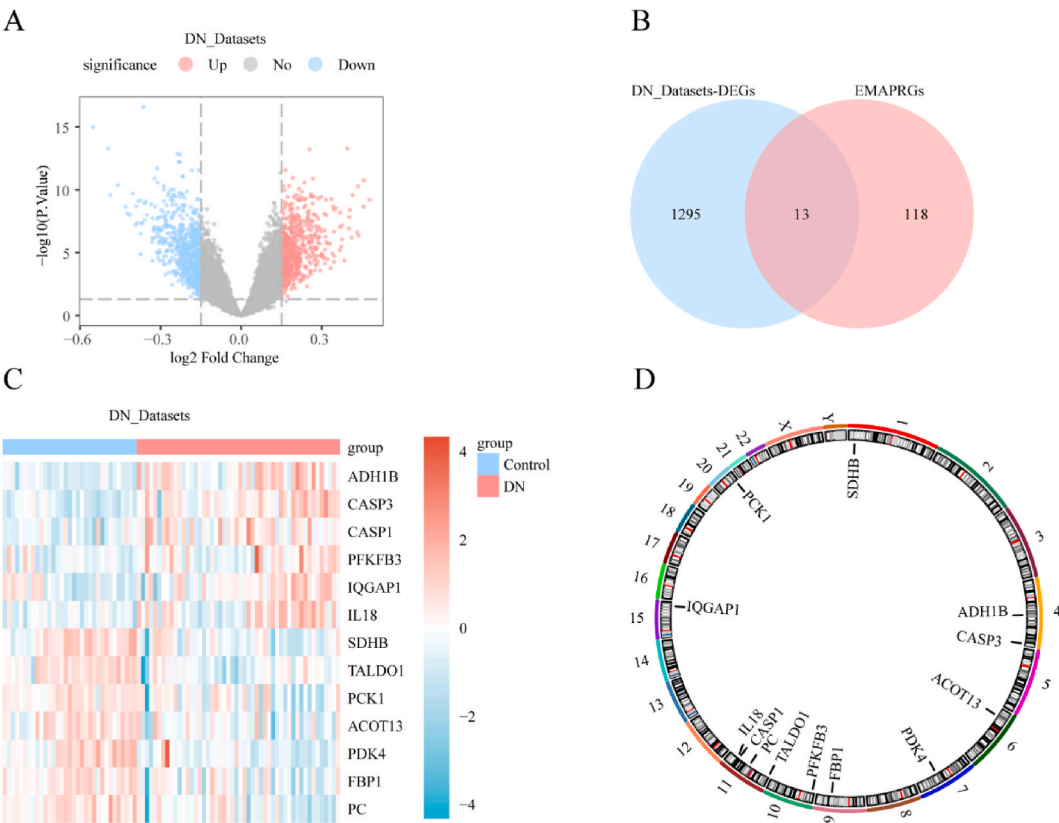 A
DN_Datasets
significance Up No Down
15
10
5
0
−log10(P.Value)
−0.6 −0.3 0.0 0.3
log2 Fold Change
B
DN_Datasets-DEGs EMAPRGs
1295 13 118
C
DN_Datasets
group
ADH1B
CASP3
CASP1
PFKFB3
IQGAP1
IL18
SDHB
TALDO1
PCK1
ACOT13
PDK4
FBP1
PC
4
2
0
−2
−4
group
Control
DN
D
1
2
3
4
5
6
7
8
9
10
11
12
13
14
15
16
17
18
19
20
21
22
X
Y
SDHB
ADH1B
CASP3
ACOT13
PDK4
FBP1
PFKFB3
TALDO1
PC
CASP1
IL18
IQGAP1
PCK1